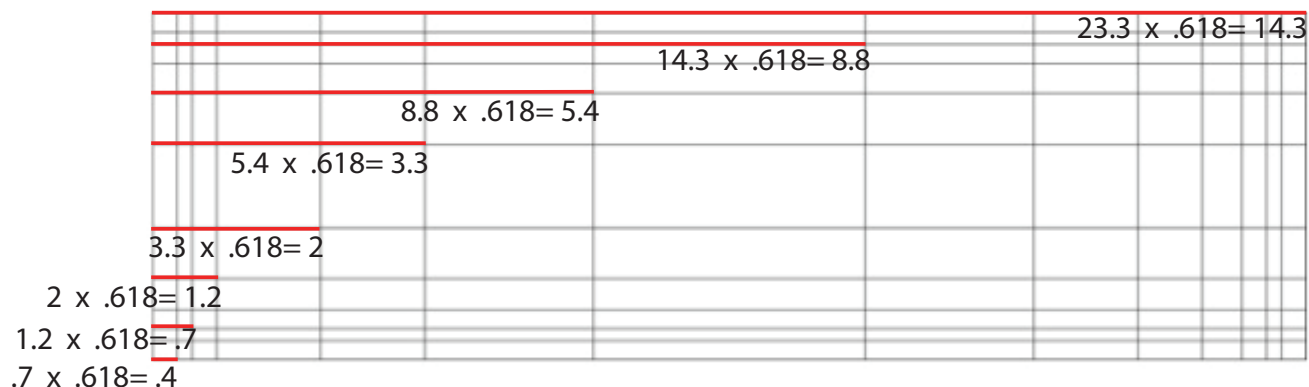 23.3 x .618= 14.3
14.3 x .618= 8.8
8.8 x .618= 5.4
5.4 x .618= 3.3
3.3 x .618= 2
2 x .618= 1.2
1.2 x .618= .7
.7 x .618= .4